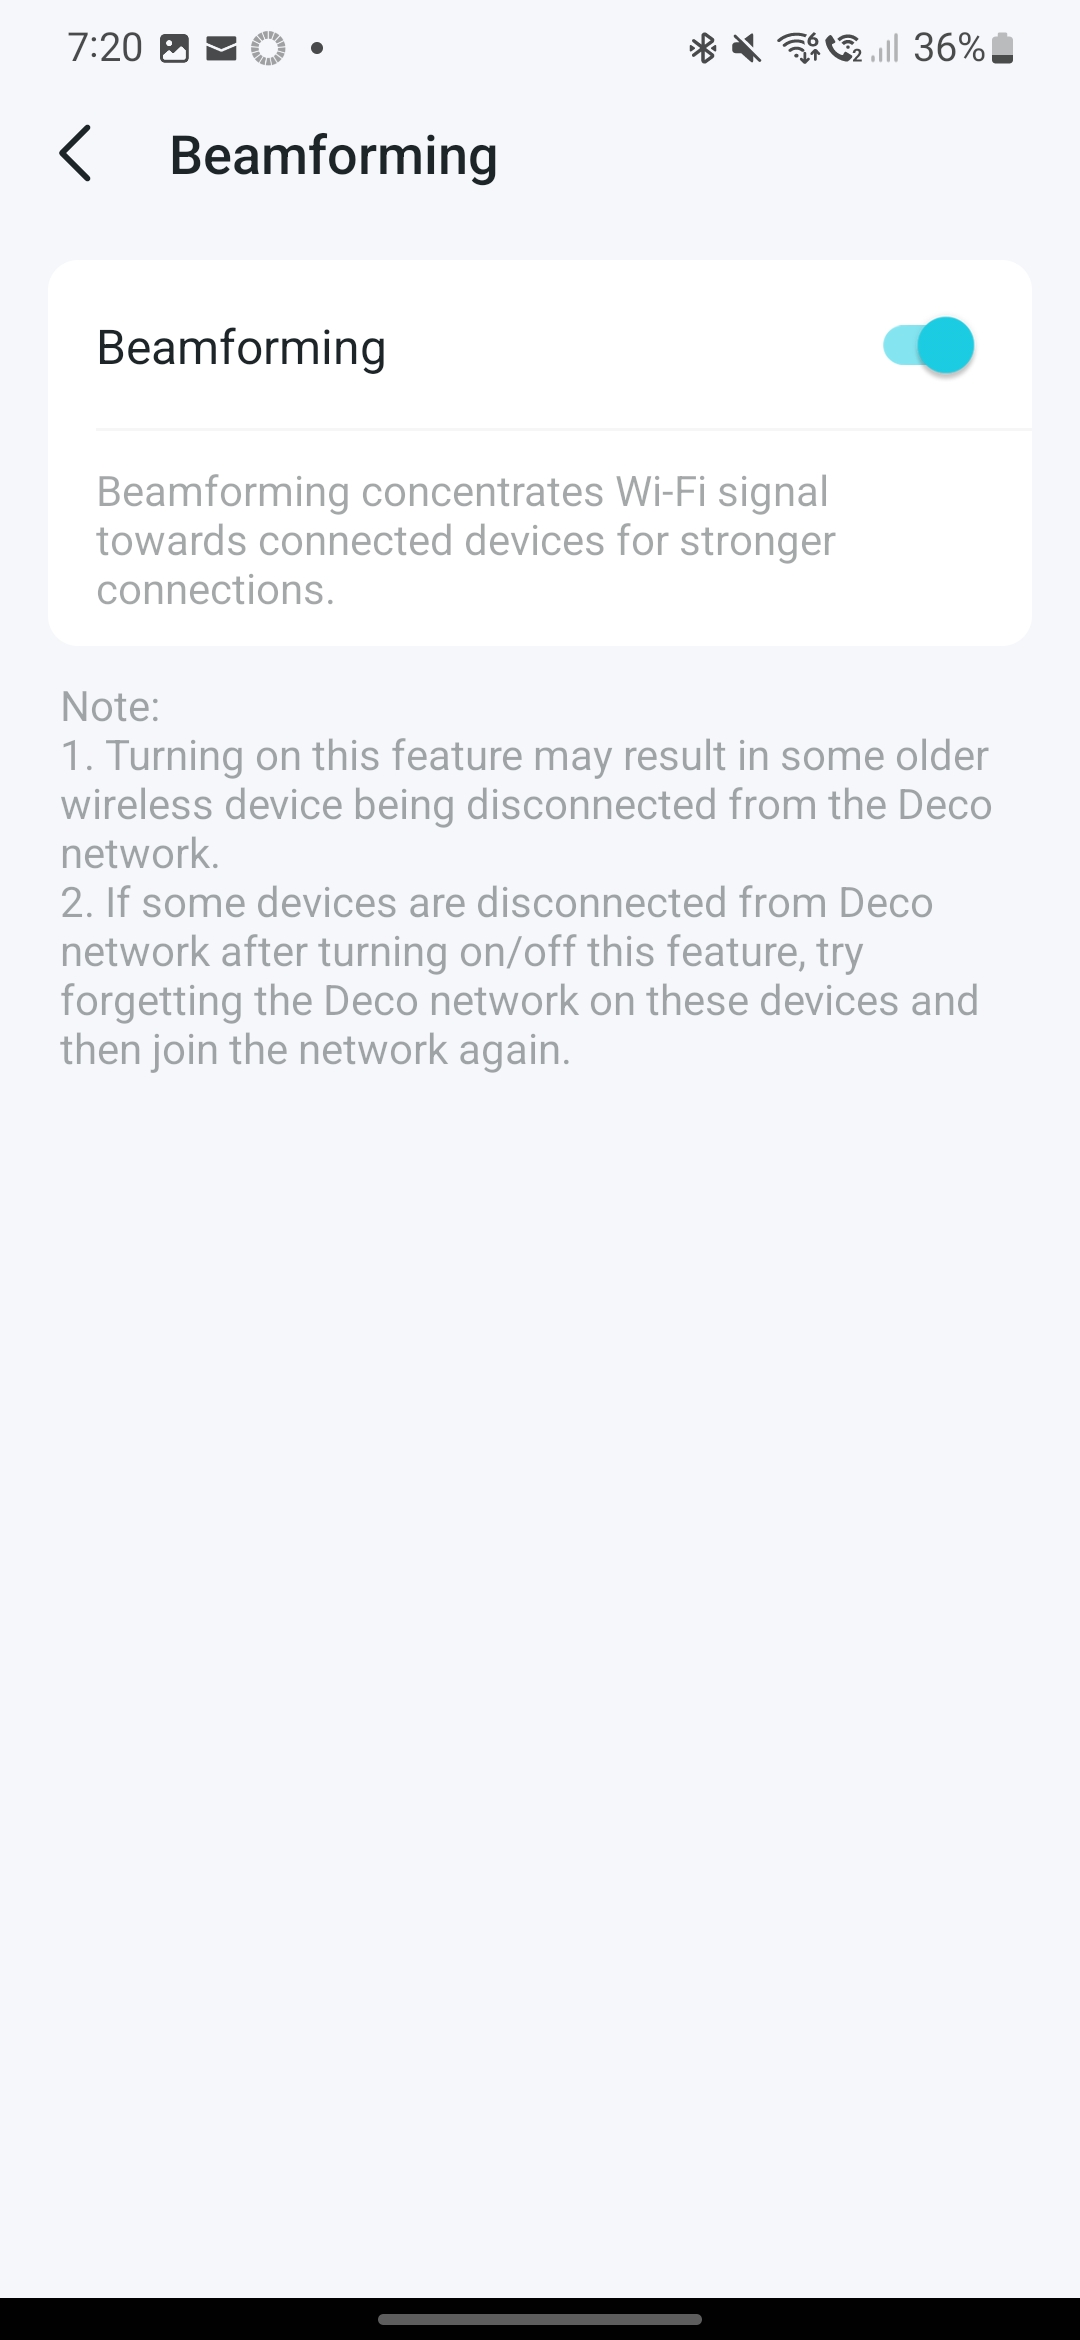 7:20
36%
Beamforming
Beamforming
Beamforming concentrates Wi-Fi signal
towards connected devices for stronger
connections.
Note:
1. Turning on this feature may result in some older
wireless device being disconnected from the Deco
network.
2. If some devices are disconnected from Deco
network after turning on/off this feature, try
forgetting the Deco network on these devices and
then join the network again.